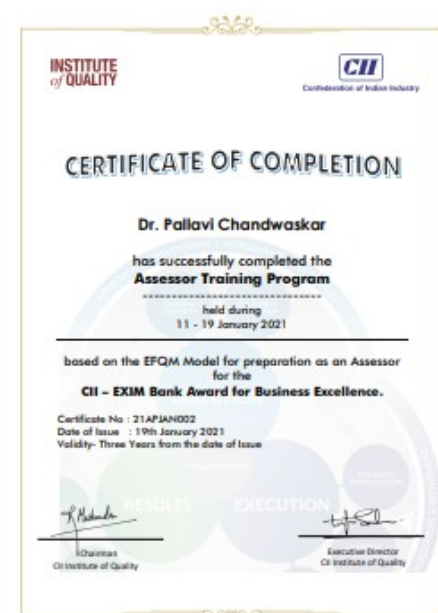 INSTITUTE
of QUALITY
CII
Confederation of Indian Industry
CERTIFICATE OF COMPLETION
Dr. Pallavi Chandwaskar
has successfully completed the
Assessor Training Program
--------------------------------
held during
11 - 19 January 2021
based on the EFQM Model for preparation as an Assessor
for the
CII – EXIM Bank Award for Business Excellence.
Certificate No : 21APJAN002
Date of Issue : 19th January 2021
Validity- Three Years from the date of Issue
RESULTS EXECUTION
Chairman
CII Institute of Quality
Executive Director
CII Institute of Quality